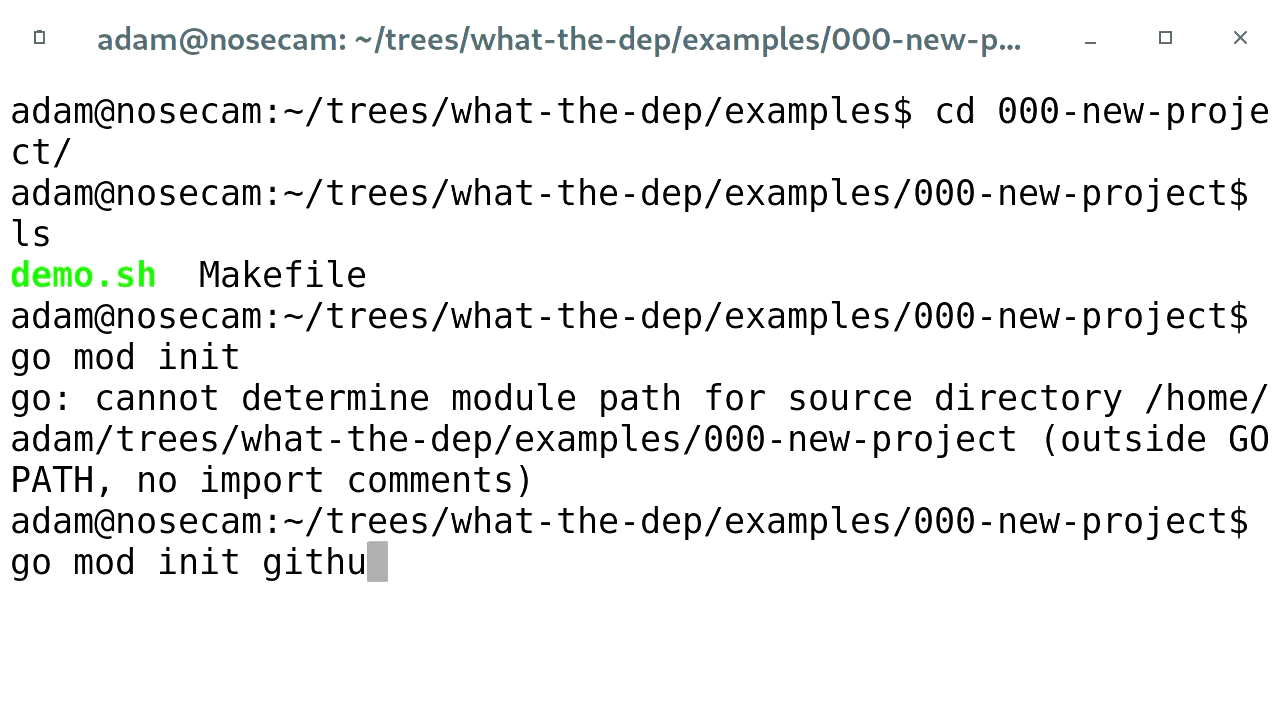 adam@nosecam: ~/trees/what-the-dep/examples/000-new-p...
adam@nosecam:~/trees/what-the-dep/examples$ cd 000-new-proje
ct/
adam@nosecam:~/trees/what-the-dep/examples/000-new-project$
ls
demo.sh  Makefile
adam@nosecam:~/trees/what-the-dep/examples/000-new-project$
go mod init
go: cannot determine module path for source directory /home/
adam/trees/what-the-dep/examples/000-new-project (outside GO
PATH, no import comments)
adam@nosecam:~/trees/what-the-dep/examples/000-new-project$
go mod init githu